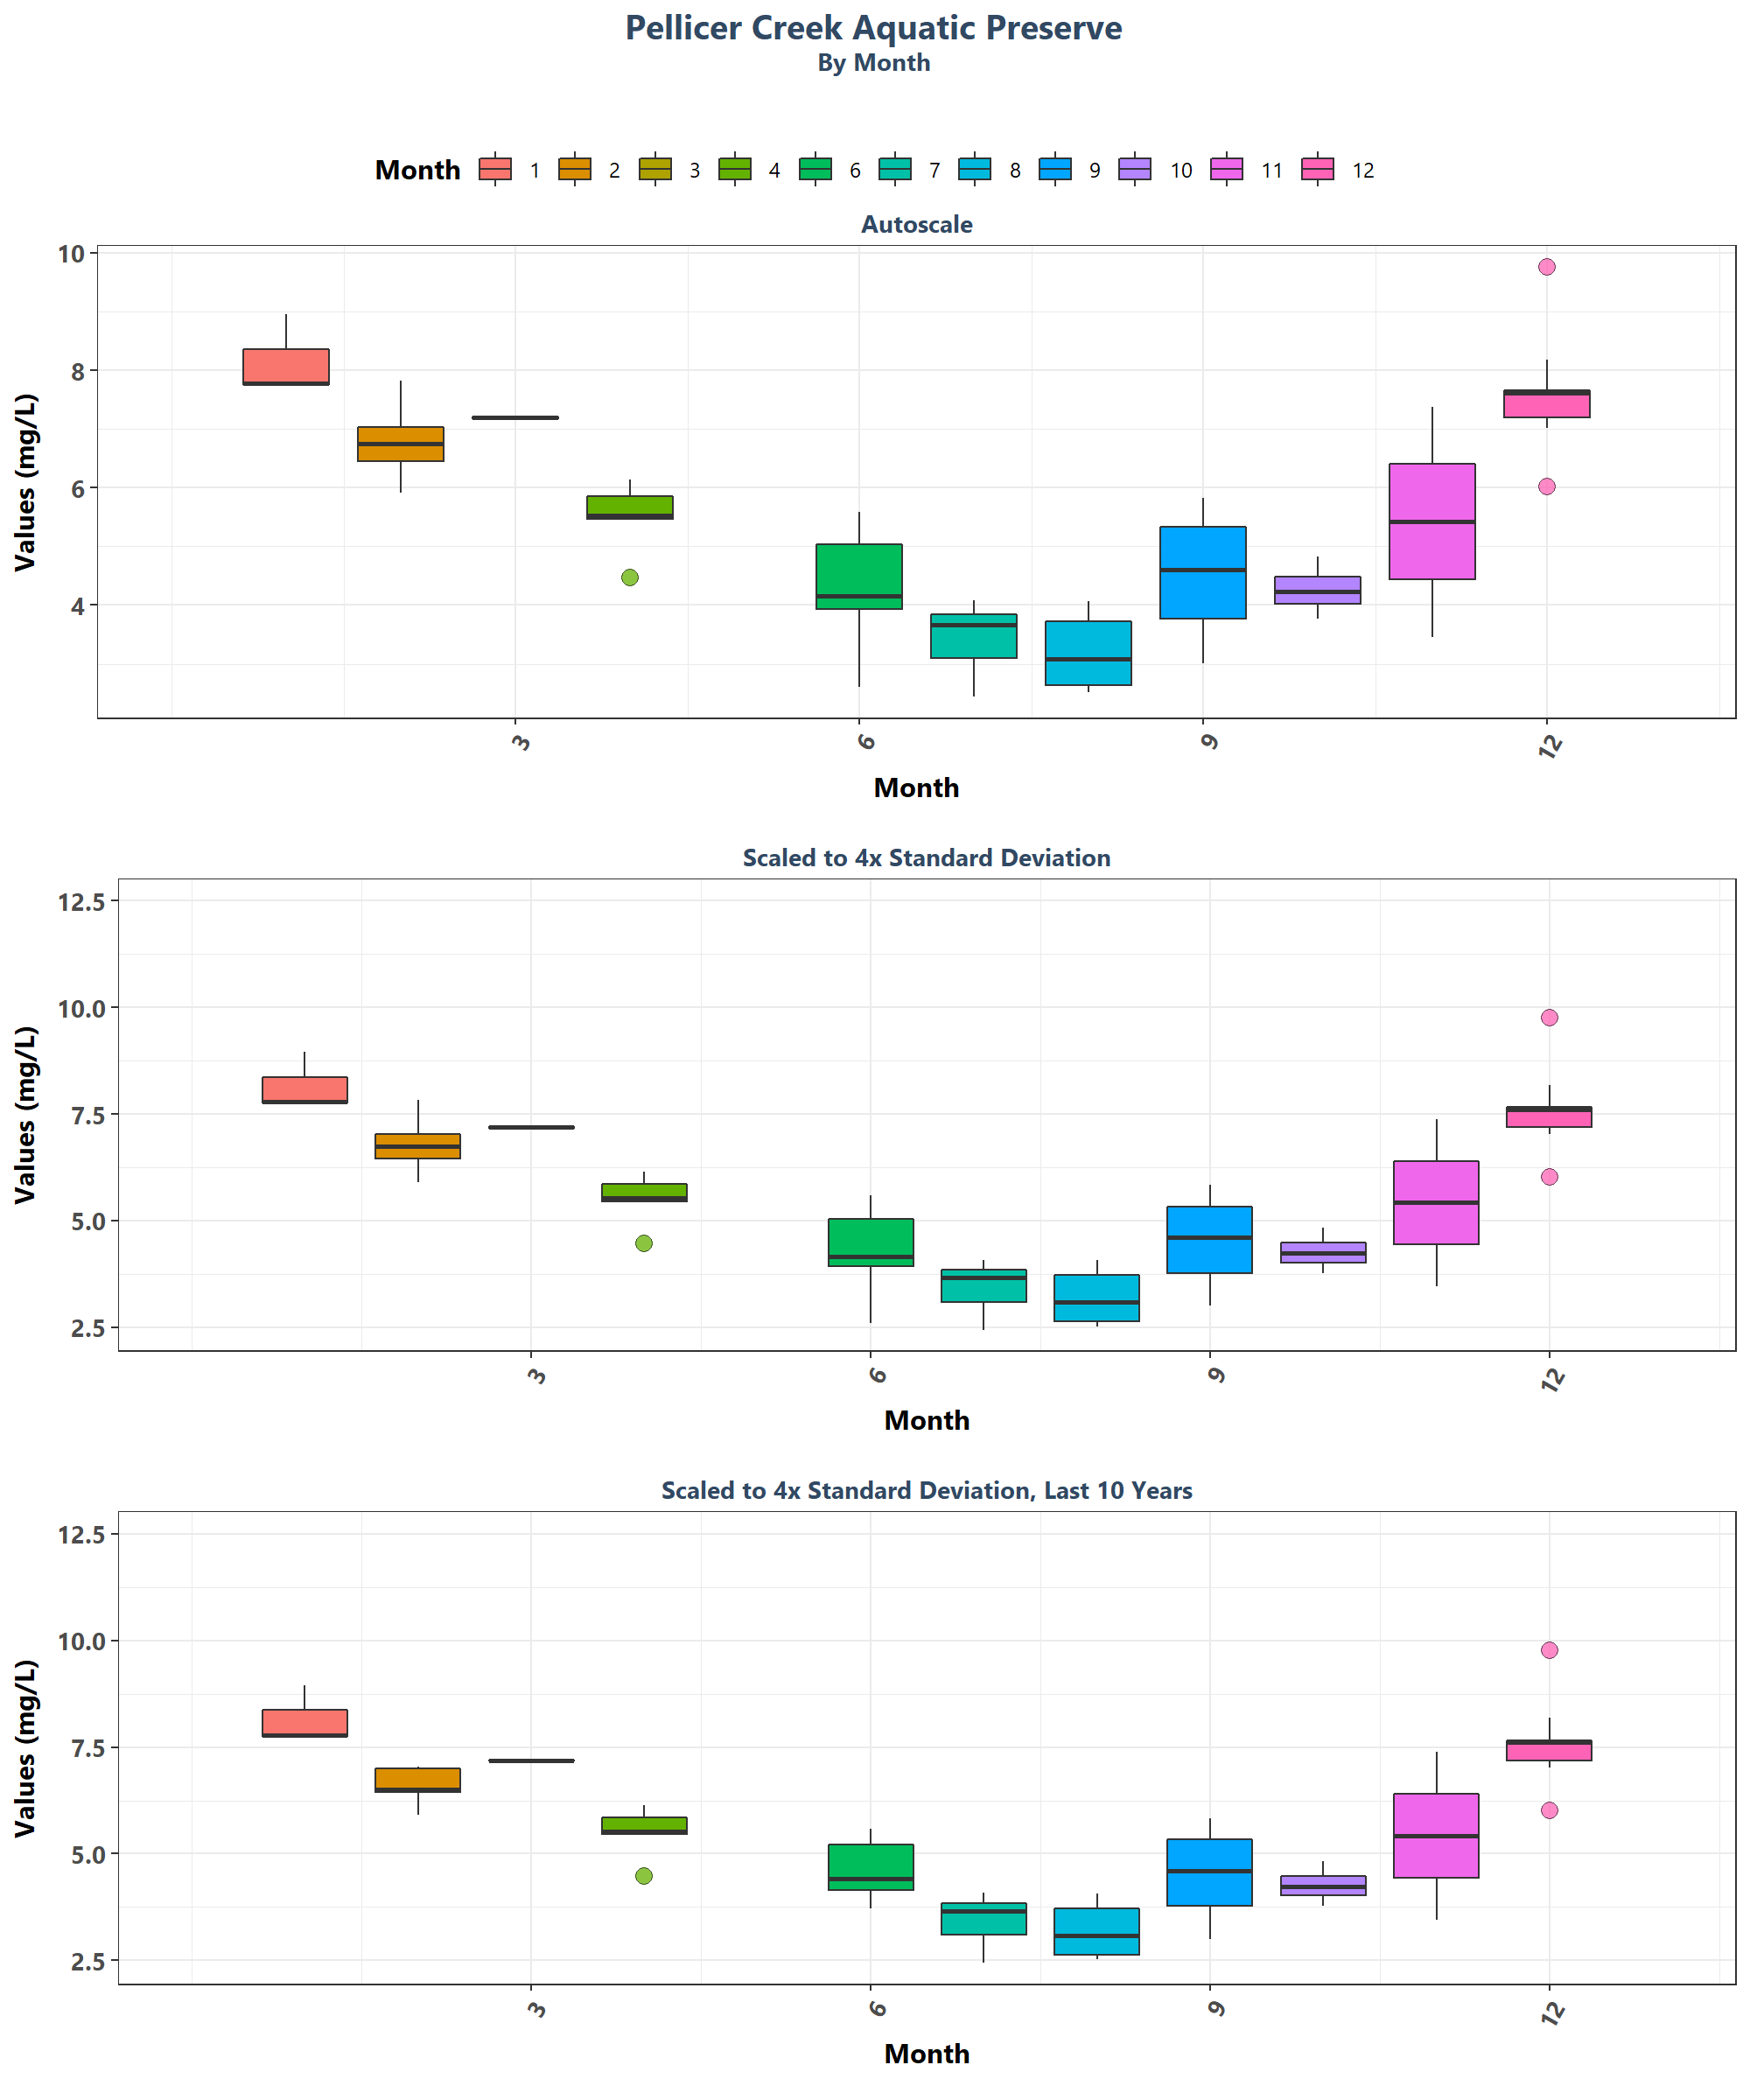 Pellicer Creek Aquatic Preserve
By Month
Month 1 2 3 4 6 7 8 9 10 11 12
Autoscale
10
8
6
4
Values (mg/L)
3 6 9 12
Month
Scaled to 4x Standard Deviation
12.5
10.0
7.5
5.0
2.5
Values (mg/L)
3 6 9 12
Month
Scaled to 4x Standard Deviation, Last 10 Years
12.5
10.0
7.5
5.0
2.5
Values (mg/L)
3 6 9 12
Month